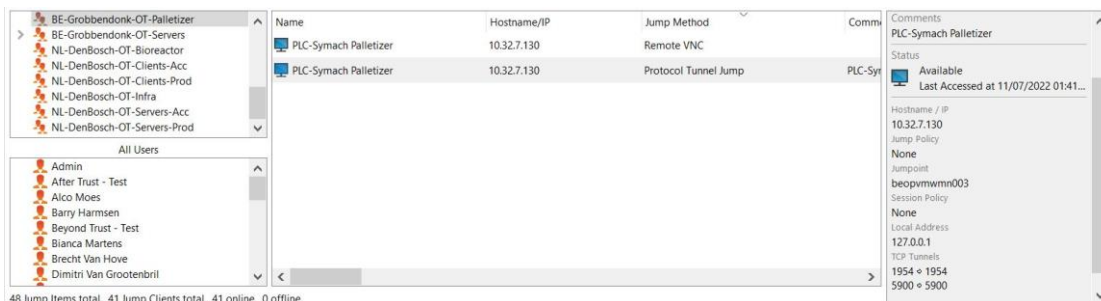 BE-Grobbendonk-OT-Palletizer
BE-Grobbendonk-OT-Servers
NL-DenBosch-OT-Bioreactor
NL-DenBosch-OT-Clients-Acc
NL-DenBosch-OT-Clients-Prod
NL-DenBosch-OT-Infra
NL-DenBosch-OT-Servers-Acc
NL-DenBosch-OT-Servers-Prod
All Users
Admin
After Trust - Test
Alco Moes
Barry Harmsen
Beyond Trust - Test
Bianca Martens
Brecht Van Hove
Dimitri Van Grootenbril
Name Hostname/IP Jump Method Comm
PLC-Symach Palletizer 10.32.7.130 Remote VNC
PLC-Symach Palletizer 10.32.7.130 Protocol Tunnel Jump PLC-Syr
Comments
PLC-Symach Palletizer
Status
Available
Last Accessed at 11/07/2022 01:41...
Hostname / IP
10.32.7.130
Jump Policy
None
Jumpoint
beopvmwmn003
Session Policy
None
Local Address
127.0.0.1
TCP Tunnels
1954 ⇔ 1954
5900 ⇔ 5900
48 Jump Items total 41 Jump Clients total 41 online 0 offline